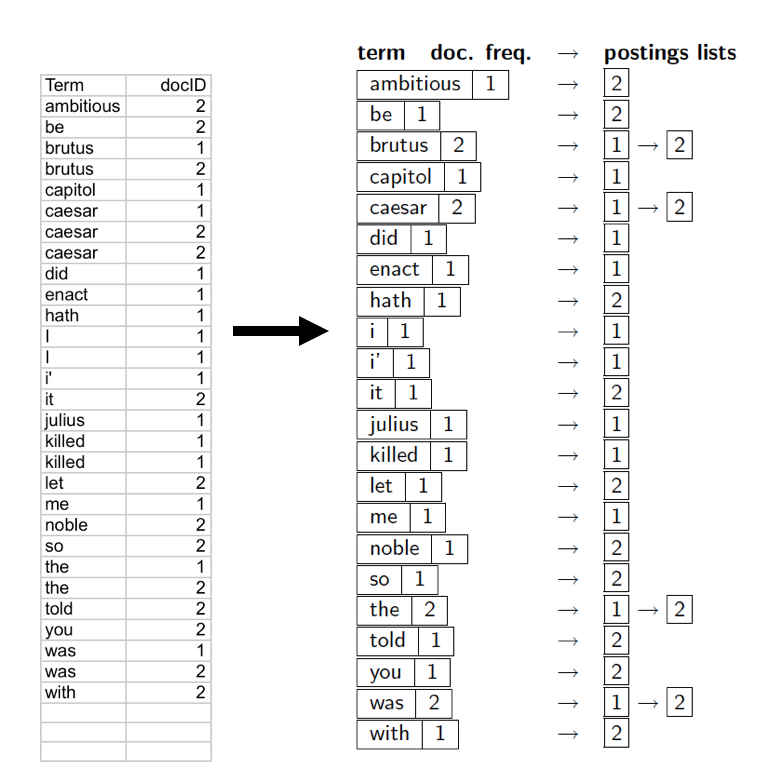 Term docID
ambitious 2
be 2
brutus 1
brutus 2
capitol 1
caesar 1
caesar 2
caesar 2
did 1
enact 1
hath 1
I 1
I 1
i' 1
it 2
julius 1
killed 1
killed 1
let 2
me 1
noble 2
so 2
the 1
the 2
told 2
you 2
was 1
was 2
with 2
term doc. freq. → postings lists
ambitious 1 → 2
be 1 → 2
brutus 2 → 1 → 2
capitol 1 → 1
caesar 2 → 1 → 2
did 1 → 1
enact 1 → 1
hath 1 → 2
i 1 → 1
i' 1 → 1
it 1 → 2
julius 1 → 1
killed 1 → 1
let 1 → 2
me 1 → 1
noble 1 → 2
so 1 → 2
the 2 → 1 → 2
told 1 → 2
you 1 → 2
was 2 → 1 → 2
with 1 → 2